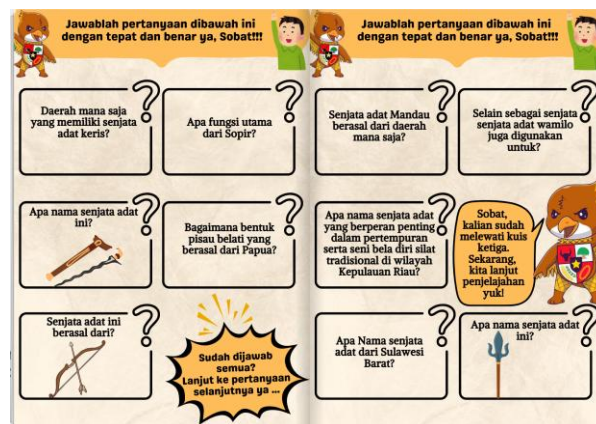 Jawablah pertanyaan dibawah ini
dengan tepat dan benar ya, Sobat!!!
Daerah mana saja
yang memiliki senjata
adat keris?
Apa fungsi utama
dari Sopir?
Apa nama senjata adat
ini?
Bagaimana bentuk
pisau belati yang
berasal dari Papua?
Senjata adat ini
berasal dari?
Sudah dijawab
semua?
Lanjut ke pertanyaan
selanjutnya ya ...
Jawablah pertanyaan dibawah ini
dengan tepat dan benar ya, Sobat!!!
Senjata adat Mandau
berasal dari daerah
mana saja?
Selain sebagai senjata
senjata adat wamilo
juga digunakan
untuk?
Apa nama senjata adat
yang berperan penting
dalam pertempuran
serta seni bela diri silat
tradisional di wilayah
Kepulauan Riau?
Sobat,
kalian sudah
melewati kuis
ketiga.
Sekarang,
kita lanjut
penjelajahan
yuk!
Apa Nama senjata
adat dari Sulawesi
Barat?
Apa nama senjata adat
ini?